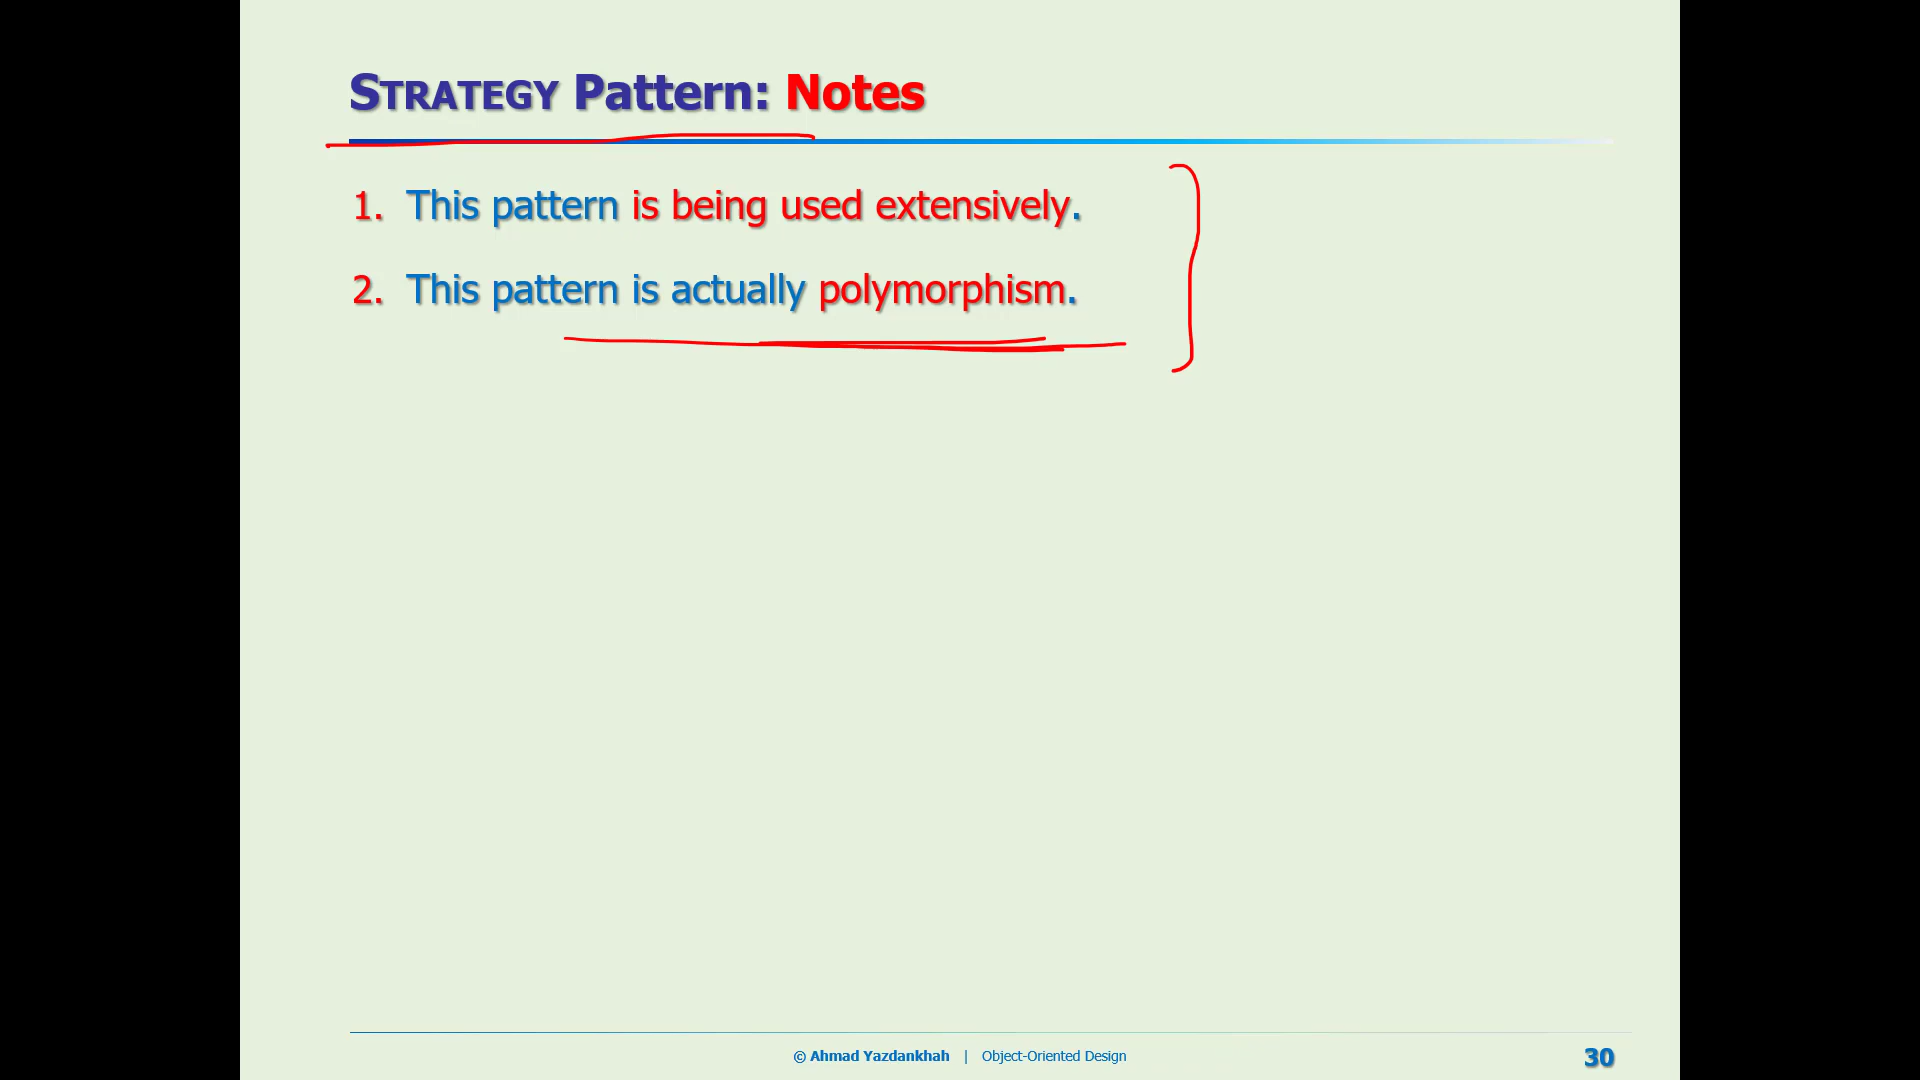 STRATEGY Pattern: Notes
1. This pattern is being used extensively.
2. This pattern is actually polymorphism.
© Ahmad Yazdankhah | Object-Oriented Design
30